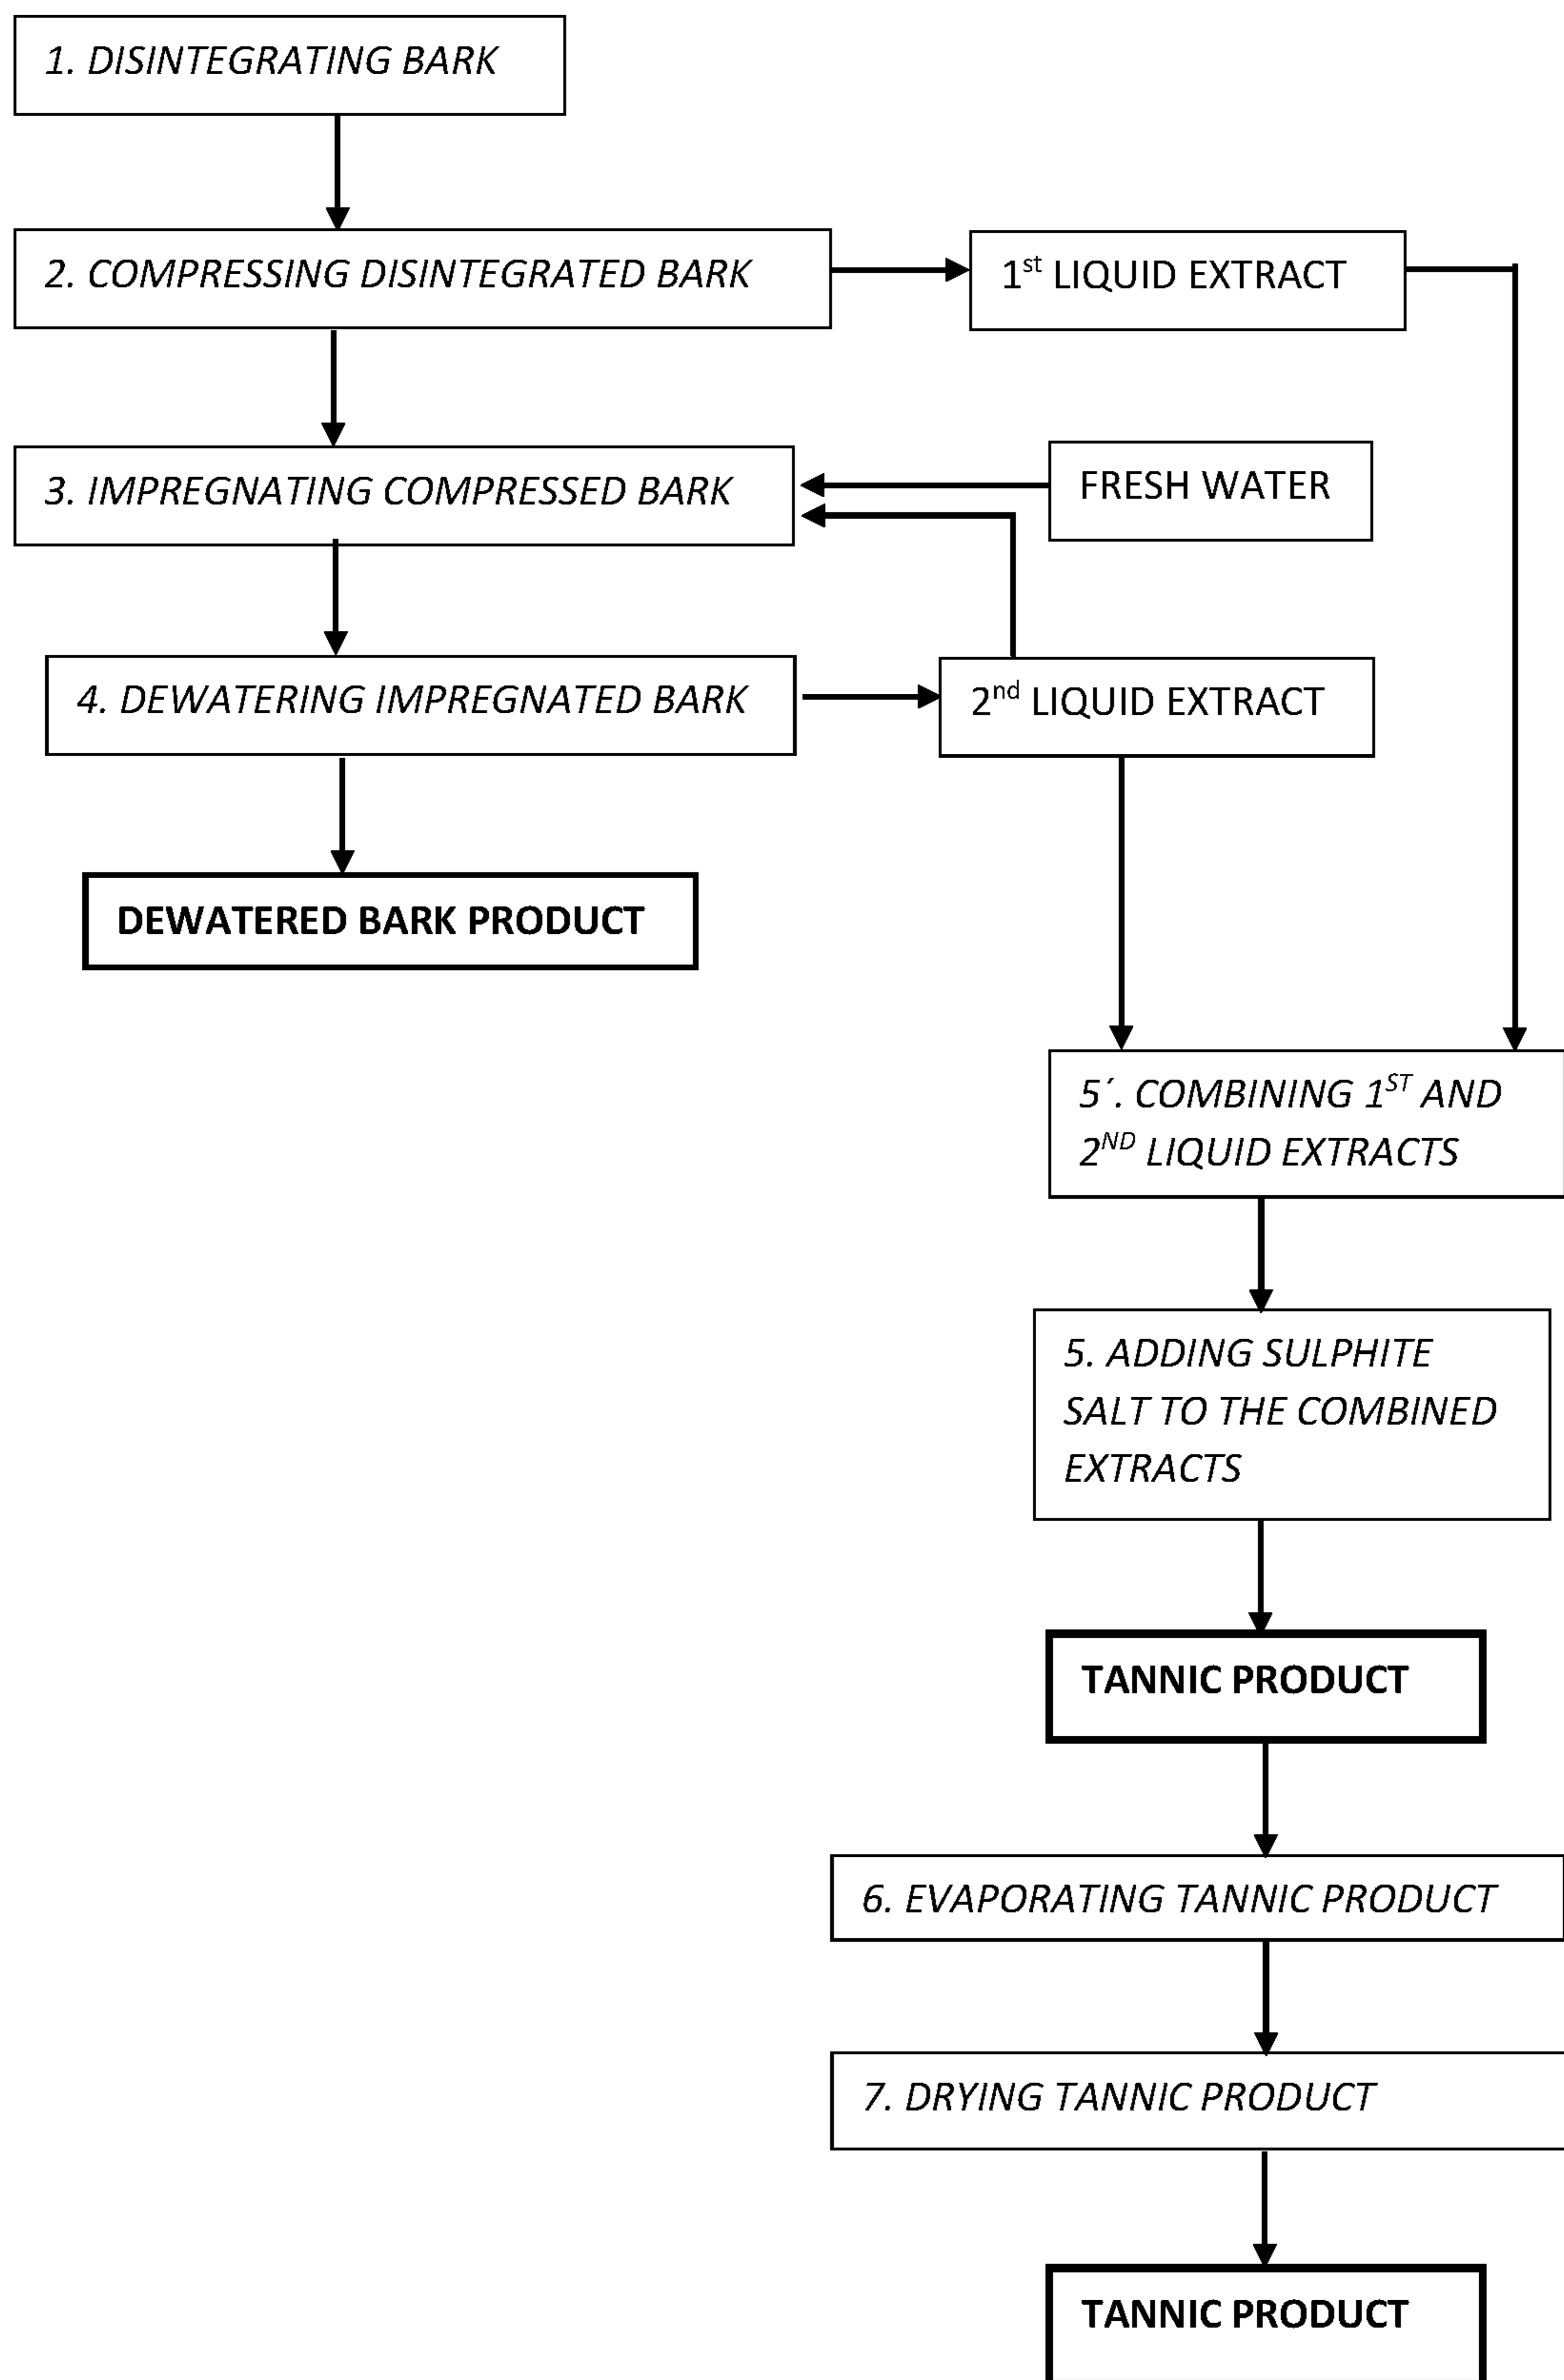 1. DISINTEGRATING BARK
2. COMPRESSING DISINTEGRATED BARK
1st LIQUID EXTRACT
3. IMPREGNATING COMPRESSED BARK
FRESH WATER
4. DEWATERING IMPREGNATED BARK
2nd LIQUID EXTRACT
DEWATERED BARK PRODUCT
5´. COMBINING 1ST AND
2ND LIQUID EXTRACTS
5. ADDING SULPHITE
SALT TO THE COMBINED
EXTRACTS
TANNIC PRODUCT
6. EVAPORATING TANNIC PRODUCT
7. DRYING TANNIC PRODUCT
TANNIC PRODUCT